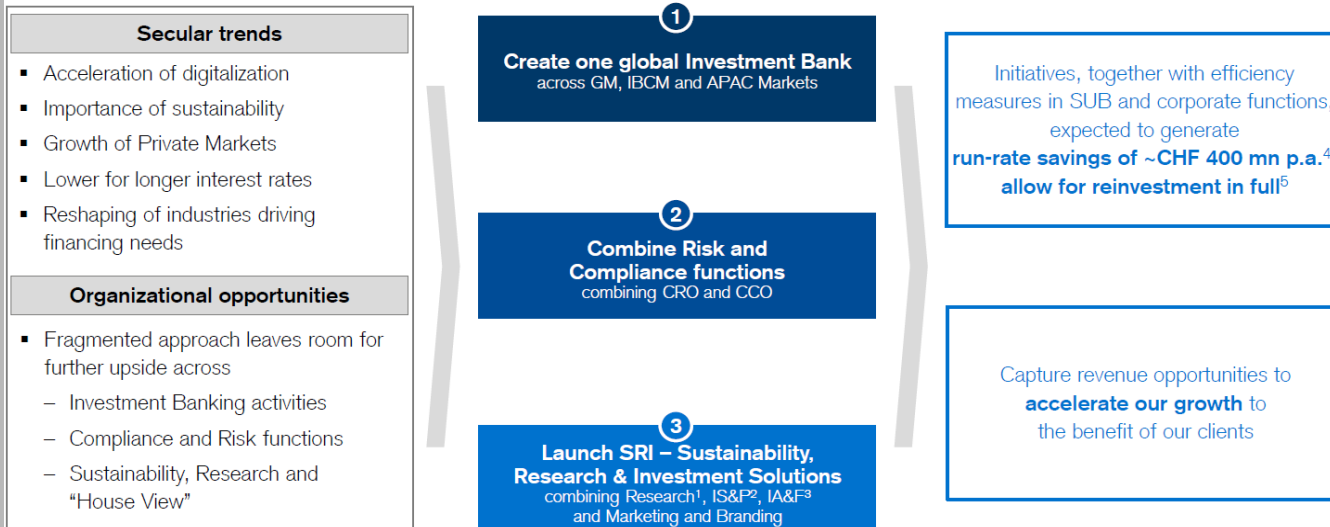 Secular trends
▪ Acceleration of digitalization
▪ Importance of sustainability
▪ Growth of Private Markets
▪ Lower for longer interest rates
▪ Reshaping of industries driving
financing needs
Organizational opportunities
▪ Fragmented approach leaves room for
further upside across
– Investment Banking activities
– Compliance and Risk functions
– Sustainability, Research and
“House View”
1
Create one global Investment Bank
across GM, IBCM and APAC Markets
2
Combine Risk and
Compliance functions
combining CRO and CCO
3
Launch SRI – Sustainability,
Research & Investment Solutions
combining Research¹, IS&P², IA&F³
and Marketing and Branding
Initiatives, together with efficiency
measures in SUB and corporate functions,
expected to generate
run-rate savings of ~CHF 400 mn p.a.⁴
allow for reinvestment in full⁵
Capture revenue opportunities to
accelerate our growth to
the benefit of our clients